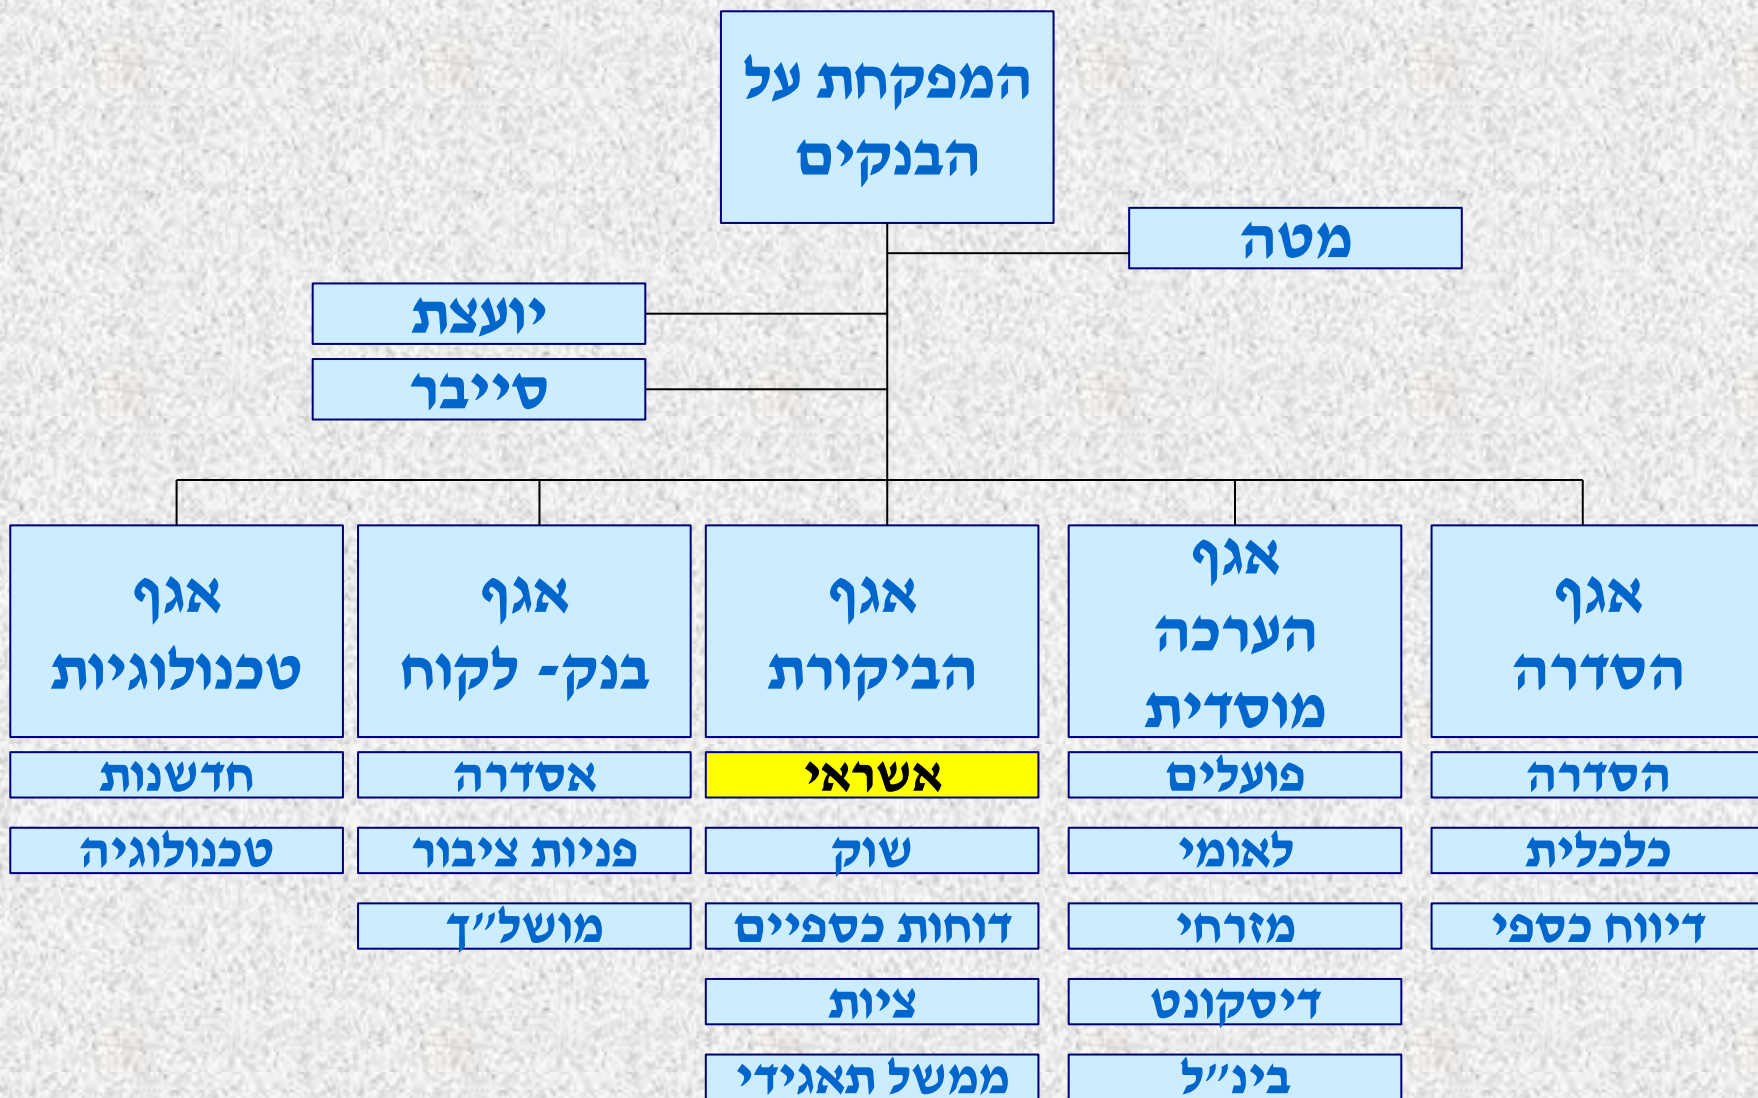 המפקחת על
הבנקים
מטה
יועצת
סייבר
אגף
הסדרה
הסדרה
כלכלית
דיווח כספי
אגף
הערכה
מוסדית
פועלים
לאומי
מזרחי
דיסקונט
בינ״ל
אגף
הביקורת
אשראי
שוק
דוחות כספיים
ציות
ממשל תאגידי
אגף
בנק- לקוח
אסדרה
פניות ציבור
מושל״ך
אגף
טכנולוגיות
חדשנות
טכנולוגיה